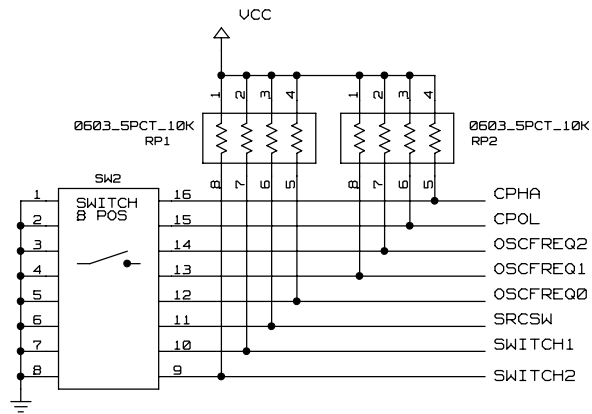 VCC
1 2 3 4 1 2 3 4
0603_5PCT_10K
RP1
0603_5PCT_10K
RP2
8 7 6 5 8 7 6 5
SW2
SWITCH
8 POS
1 16 CPHA
2 15 CPOL
3 14 OSCFREQ2
4 13 OSCFREQ1
5 12 OSCFREQ0
6 11 SRCSW
7 10 SWITCH1
8 9 SWITCH2